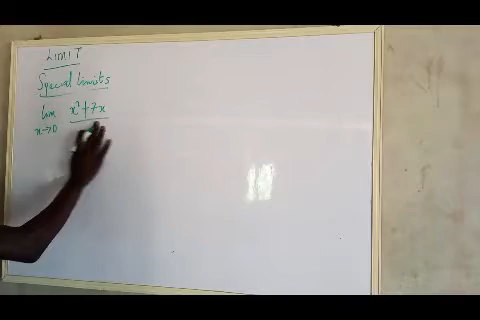 LIMIT
Special Limits
lim x² + 7x
x→0